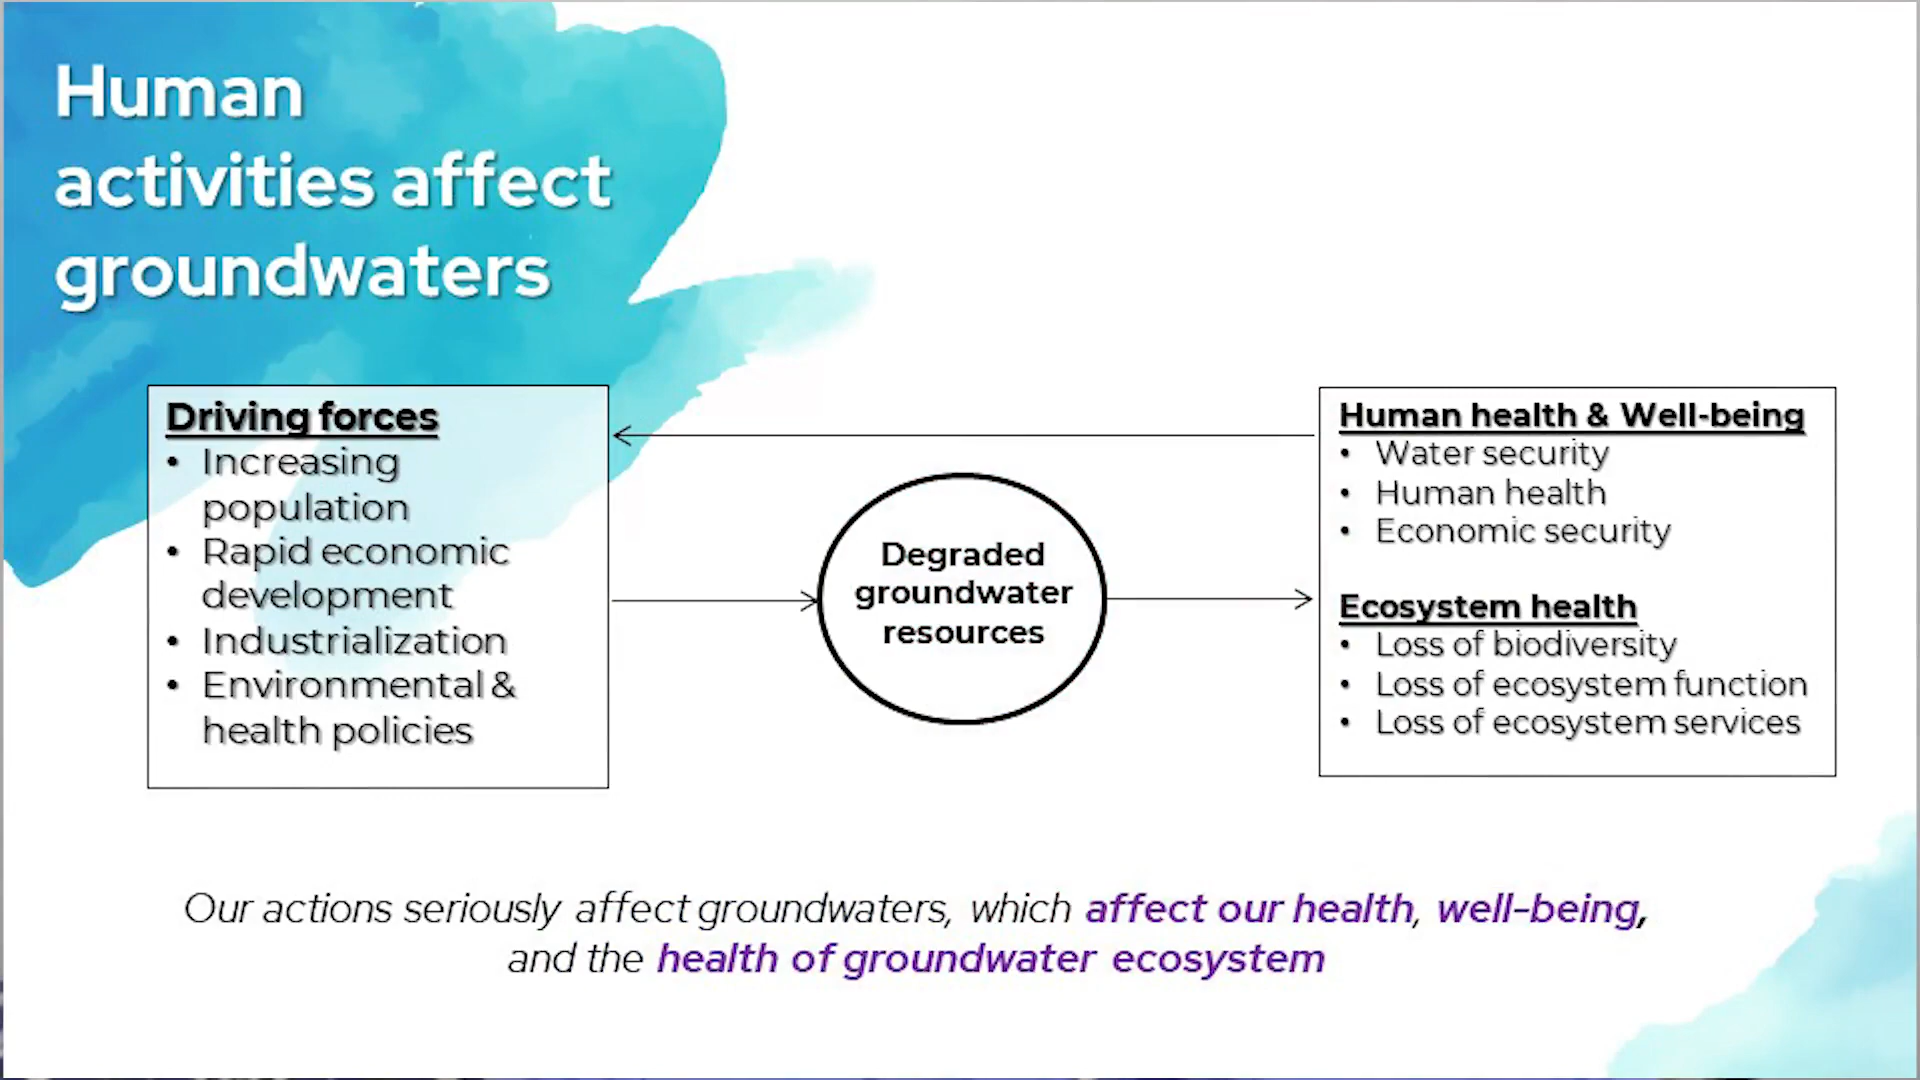 Human
activities affect
groundwaters
Driving forces
• Increasing
population
• Rapid economic
development
• Industrialization
• Environmental &
health policies
Degraded
groundwater
resources
Human health & Well-being
• Water security
• Human health
• Economic security
Ecosystem health
• Loss of biodiversity
• Loss of ecosystem function
• Loss of ecosystem services
Our actions seriously affect groundwaters, which affect our health, well-being,
and the health of groundwater ecosystem